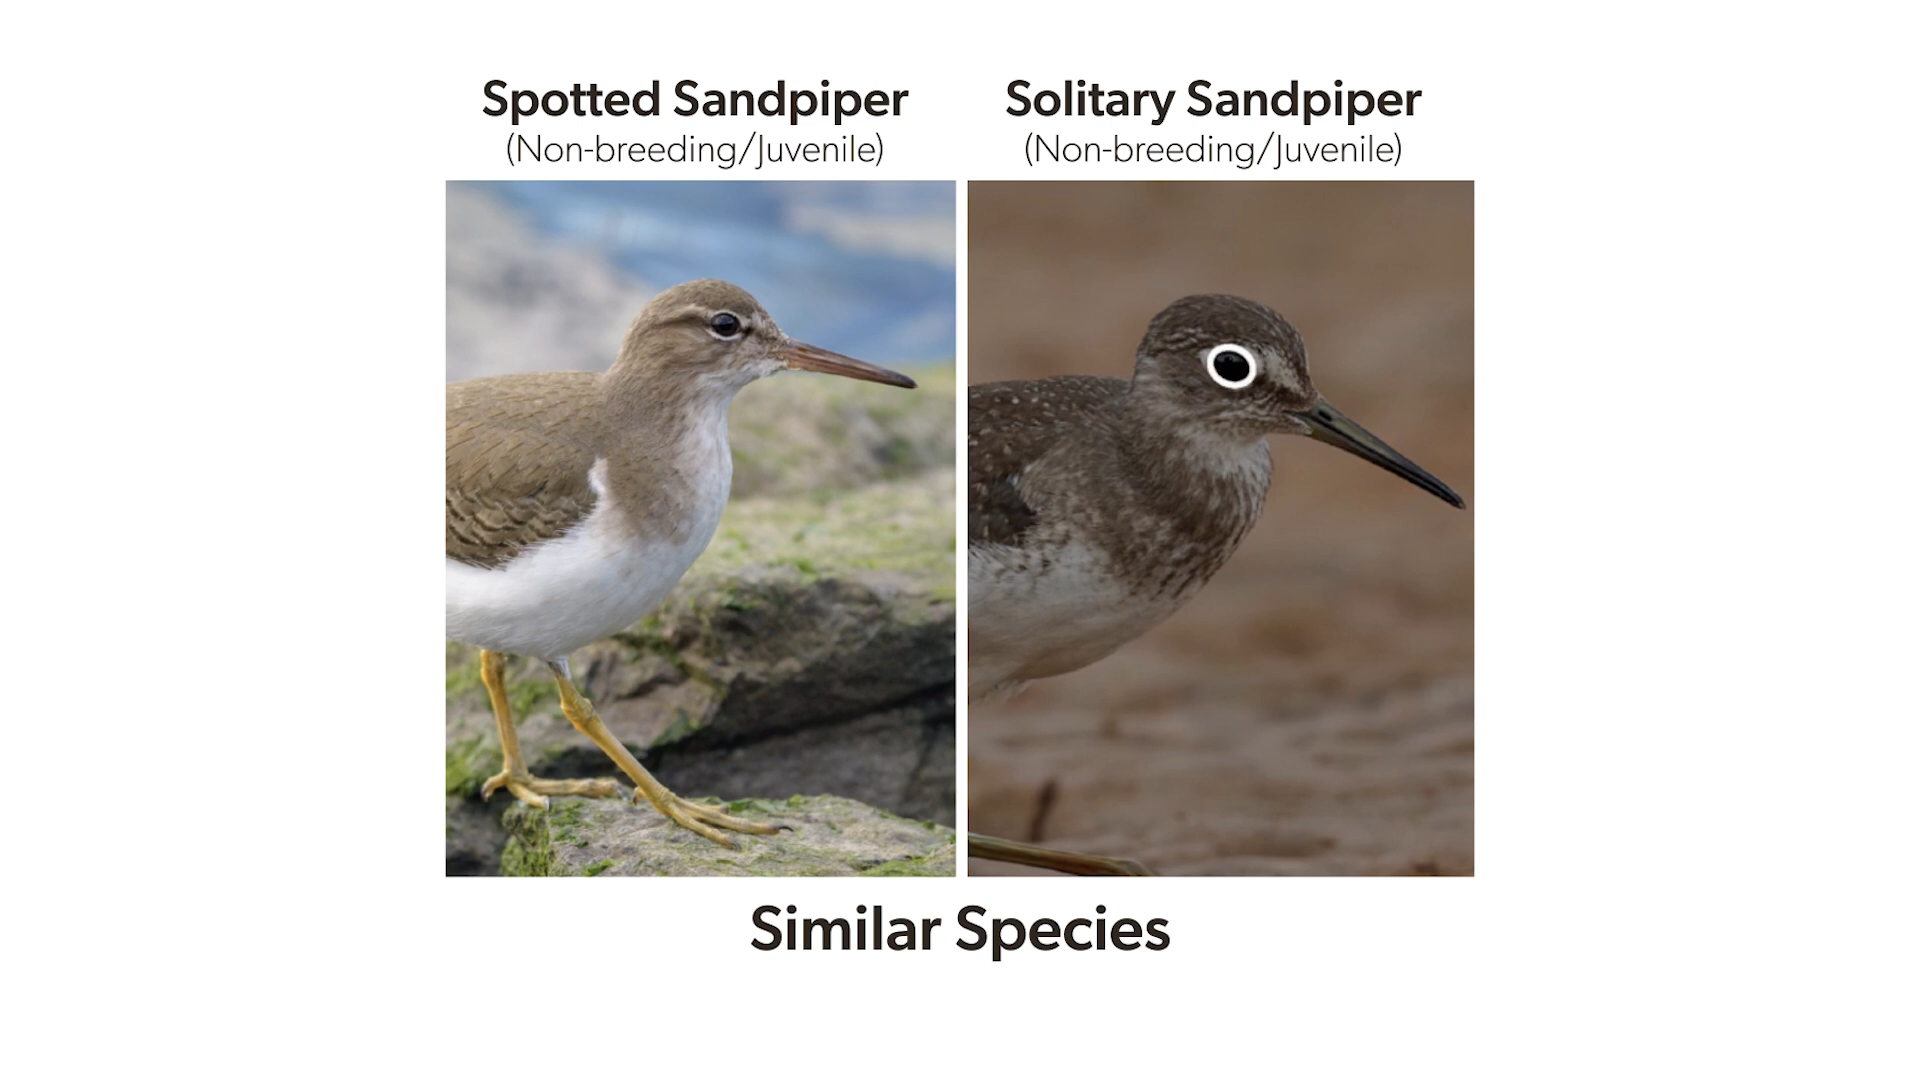 Spotted Sandpiper
(Non-breeding/Juvenile)
Solitary Sandpiper
(Non-breeding/Juvenile)
Similar Species